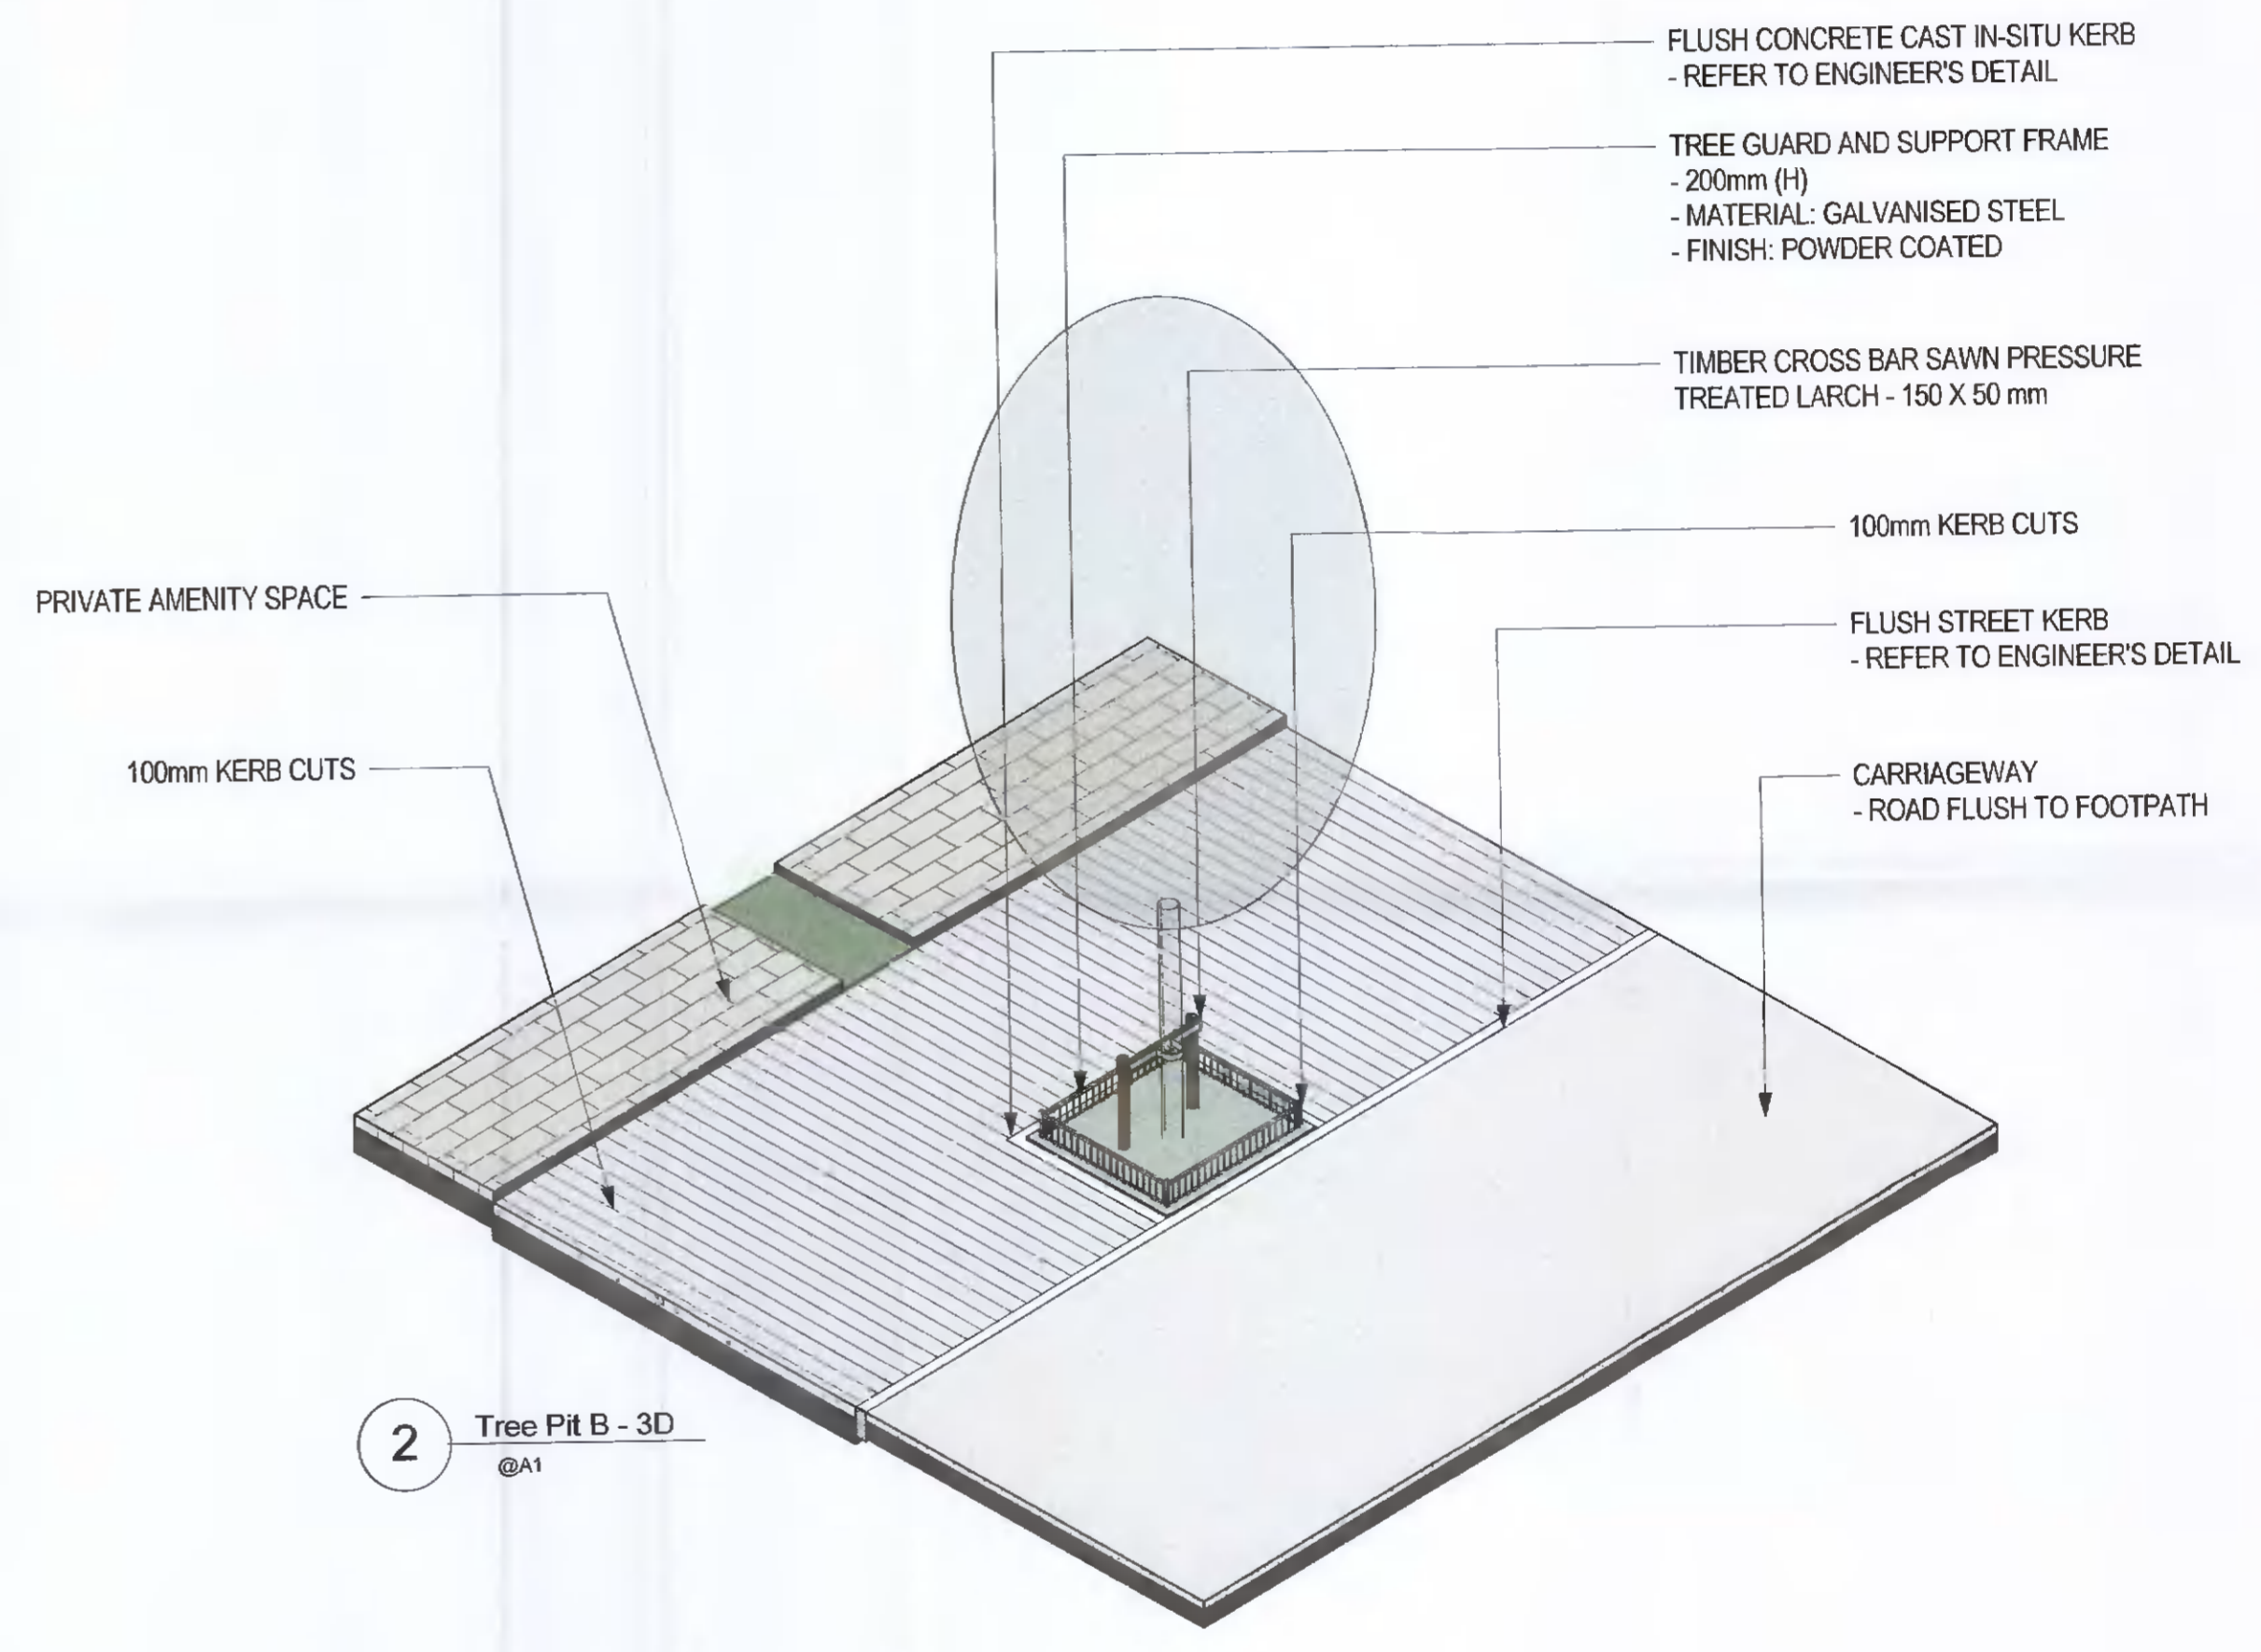 FLUSH CONCRETE CAST IN-SITU KERB
- REFER TO ENGINEER'S DETAIL
TREE GUARD AND SUPPORT FRAME
- 200mm (H)
- MATERIAL: GALVANISED STEEL
- FINISH: POWDER COATED
TIMBER CROSS BAR SAWN PRESSURE
TREATED LARCH - 150 X 50 mm
100mm KERB CUTS
FLUSH STREET KERB
- REFER TO ENGINEER'S DETAIL
CARRIAGEWAY
- ROAD FLUSH TO FOOTPATH
PRIVATE AMENITY SPACE
100mm KERB CUTS
2
Tree Pit B - 3D
@A1